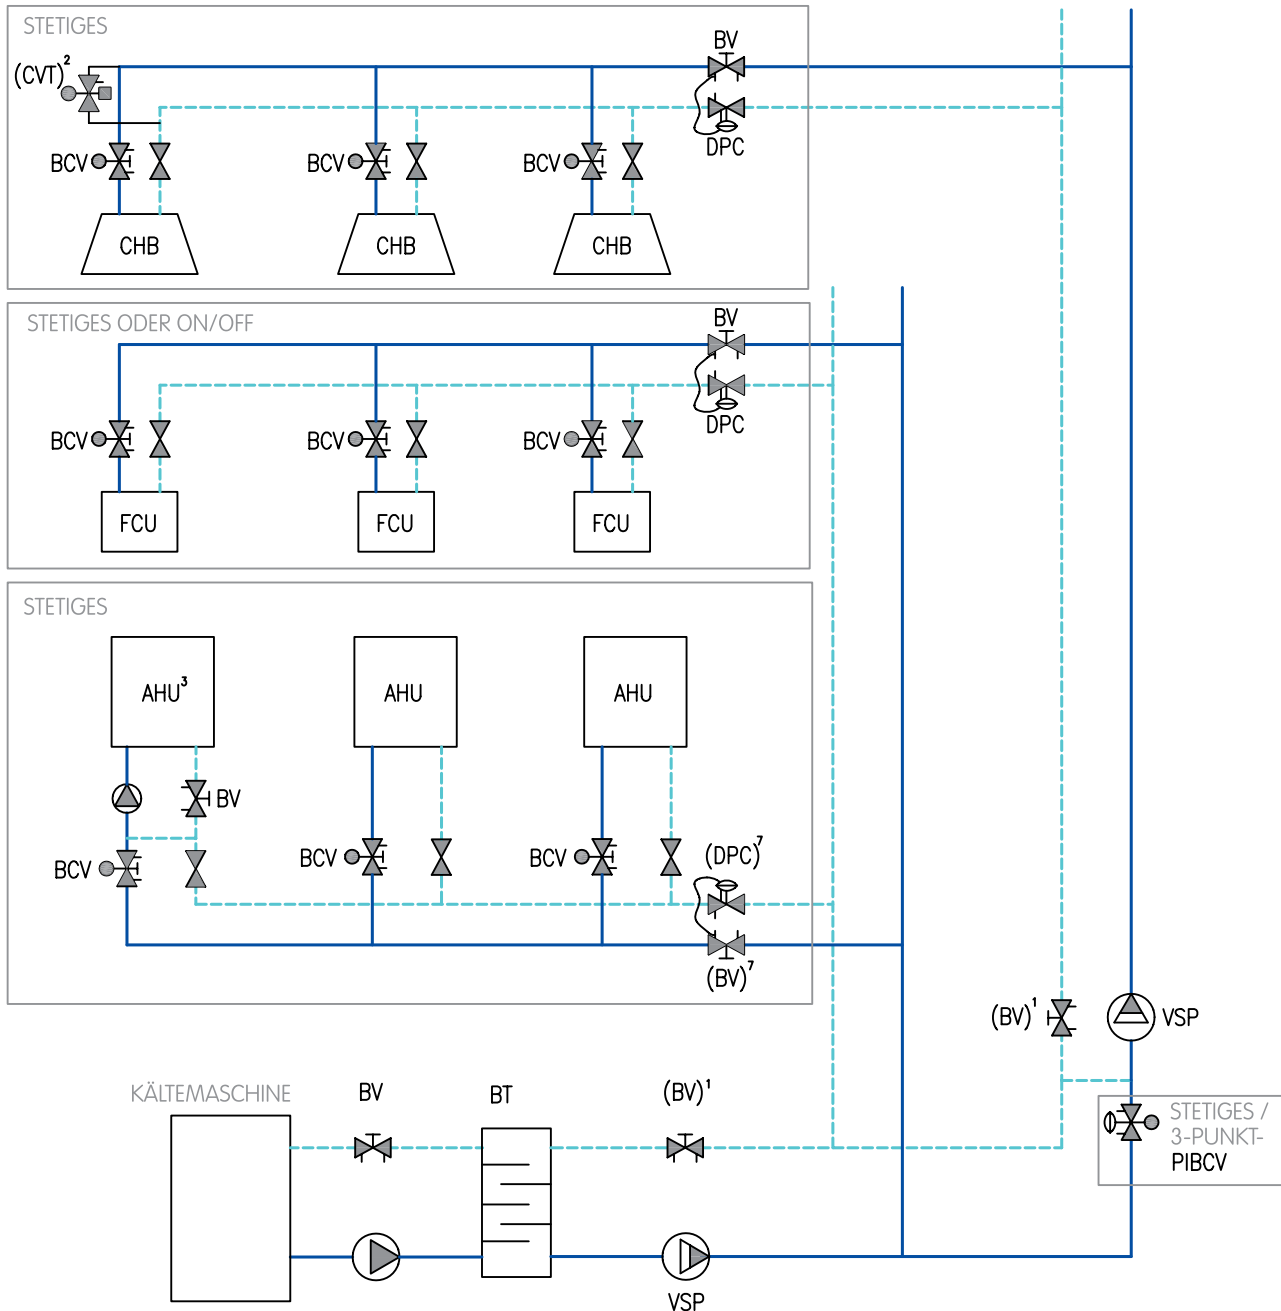 STETIGES
BV
(CVT)²
DPC
BCV BCV BCV
CHB CHB CHB
STETIGES ODER ON/OFF
BV
DPC
BCV BCV BCV
FCU FCU FCU
STETIGES
AHU³ AHU AHU
BV
BCV BCV BCV (DPC)⁷
(BV)⁷
(BV)¹ VSP
KÄLTEMASCHINE BV BT (BV)¹
STETIGES /
3-PUNKT-
PIBCV
VSP